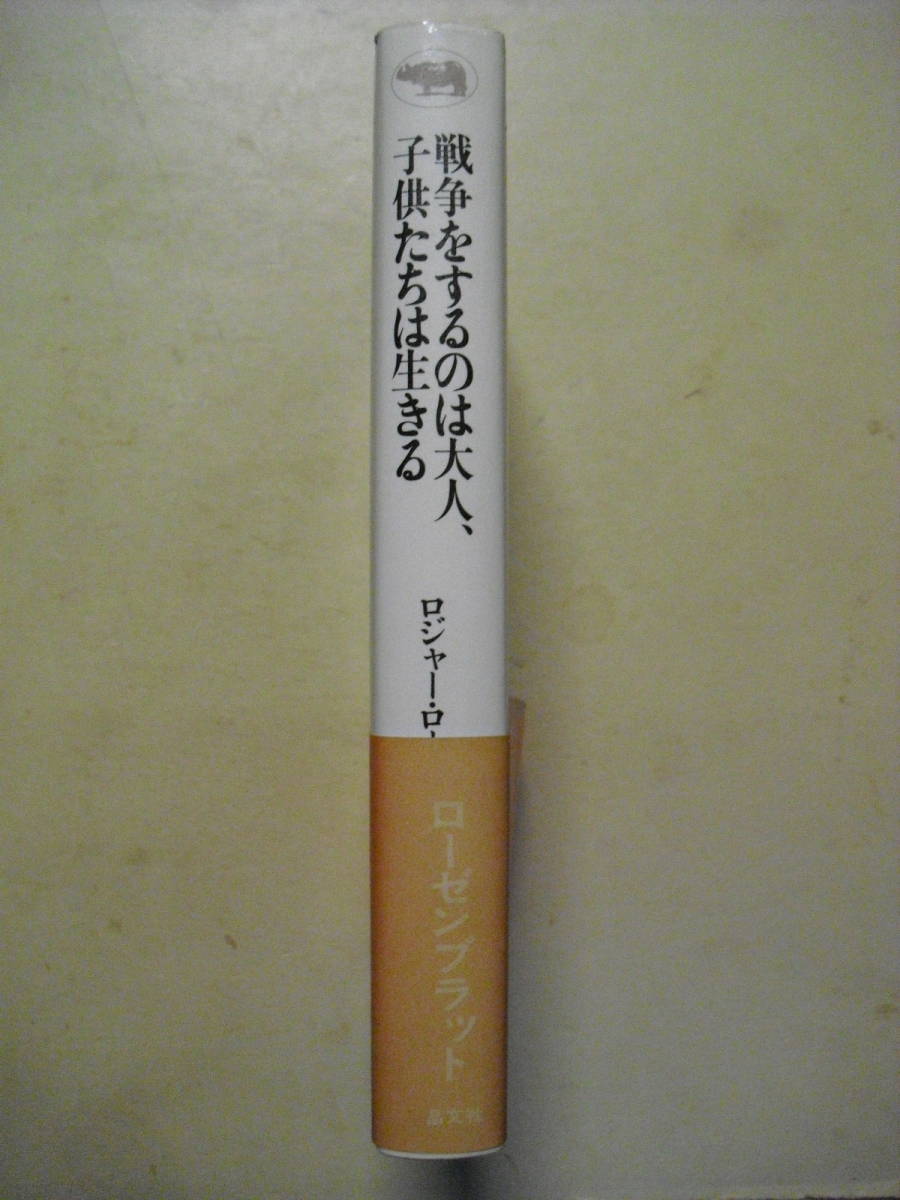 戦争をするのは大人、
子供たちは生きる
ロジャー・ロー
ローゼンブラット
晶文社